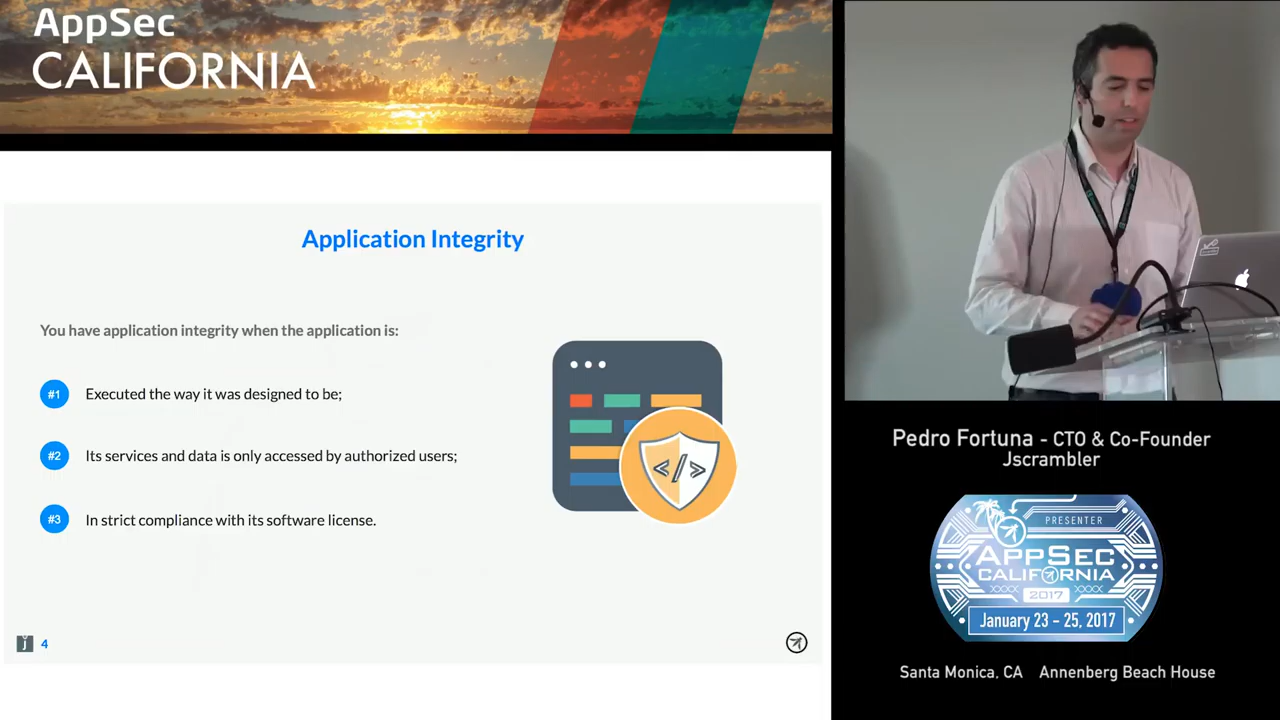 AppSec
CALIFORNIA
Application Integrity
You have application integrity when the application is:
#1 Executed the way it was designed to be;
#2 Its services and data is only accessed by authorized users;
</>
#3 In strict compliance with its software license.
j 4
Pedro Fortuna - CTO & Co-Founder
Jscrambler
PRESENTER
APPSEC
CALIFORNIA
2017
January 23 - 25, 2017
Santa Monica, CA Annenberg Beach House